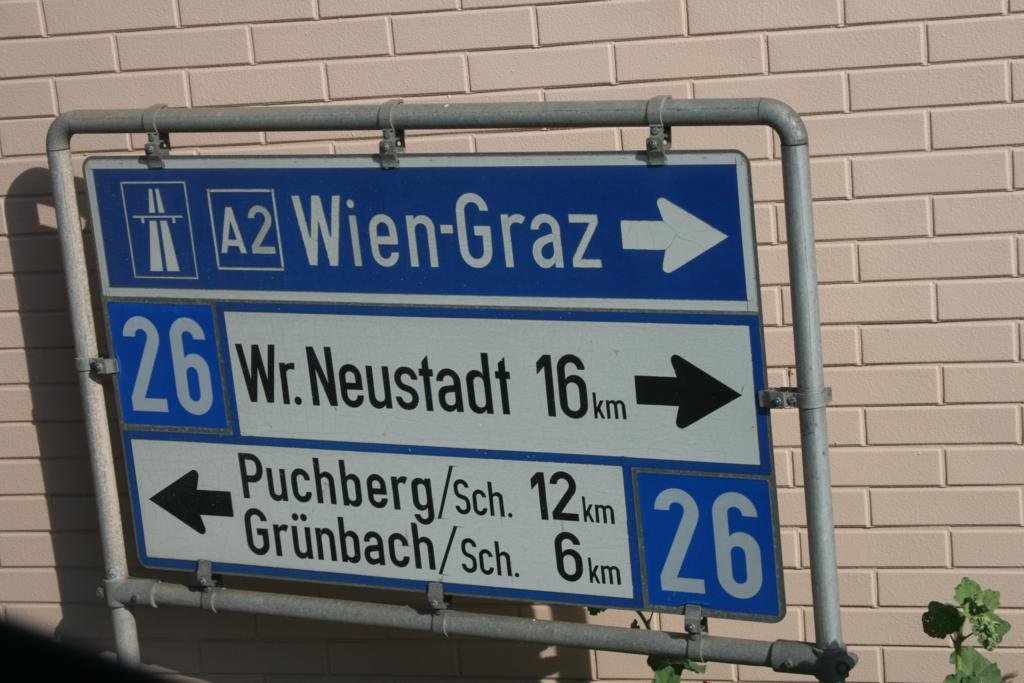 A2 Wien-Graz
26 Wr. Neustadt 16 km
Puchberg/Sch. 12 km
Grünbach/Sch. 6 km
26